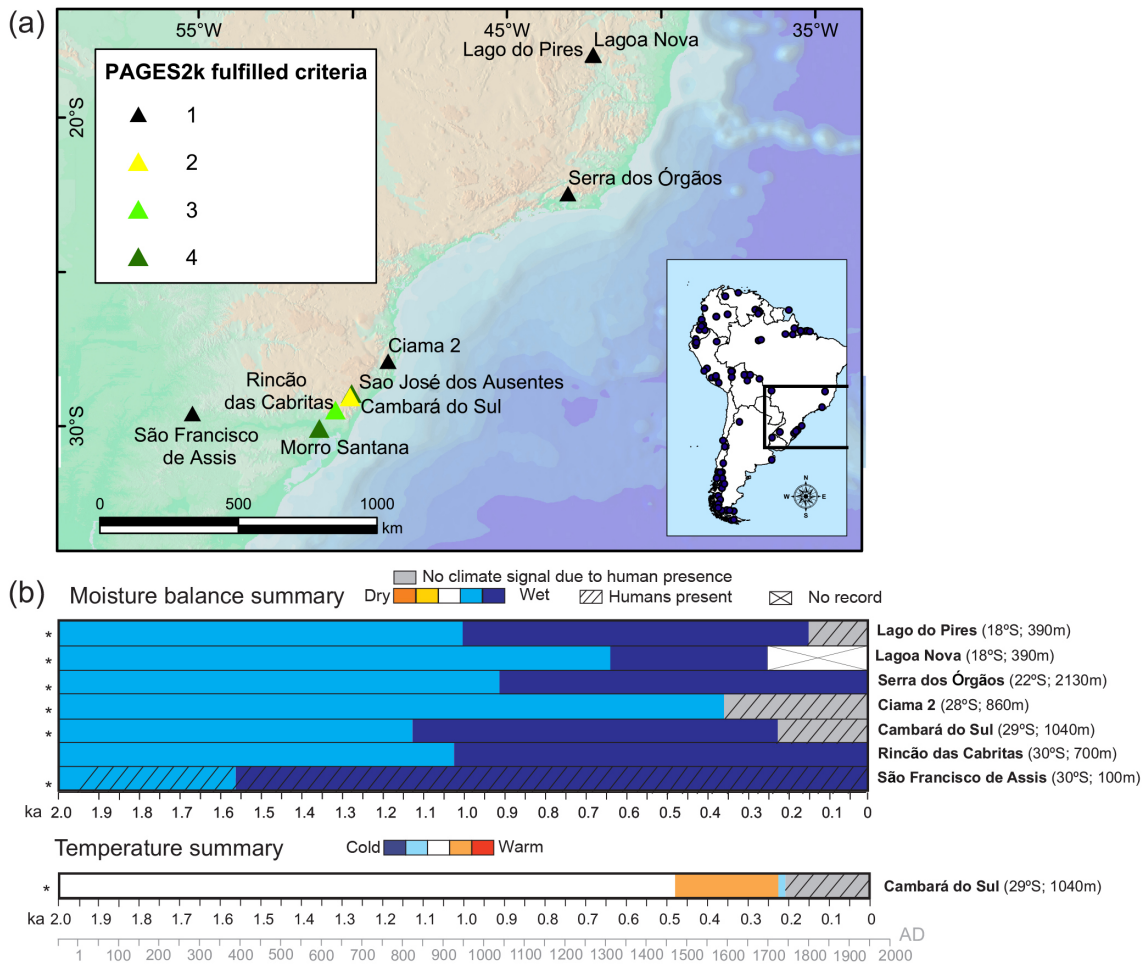 (a)
55°W
45°W
35°W
20°S
30°S
PAGES2k fulfilled criteria
1
2
3
4
Lago do Pires
Lagoa Nova
Serra dos Órgãos
Ciama 2
Sao José dos Ausentes
Cambará do Sul
Rincão
das Cabritas
São Francisco
de Assis
Morro Santana
0
500
1000
km
N
W
E
S
(b)
Moisture balance summary
No climate signal due to human presence
Dry
Wet
Humans present
No record
* Lago do Pires (18ºS; 390m)
* Lagoa Nova (18ºS; 390m)
* Serra dos Órgãos (22ºS; 2130m)
* Ciama 2 (28ºS; 860m)
* Cambará do Sul (29ºS; 1040m)
Rincão das Cabritas (30ºS; 700m)
* São Francisco de Assis (30ºS; 100m)
ka 2.0 1.9 1.8 1.7 1.6 1.5 1.4 1.3 1.2 1.1 1.0 0.9 0.8 0.7 0.6 0.5 0.4 0.3 0.2 0.1 0
Temperature summary
Cold
Warm
* Cambará do Sul (29ºS; 1040m)
ka 2.0 1.9 1.8 1.7 1.6 1.5 1.4 1.3 1.2 1.1 1.0 0.9 0.8 0.7 0.6 0.5 0.4 0.3 0.2 0.1 0
AD
1 100 200 300 400 500 600 700 800 900 1000 1100 1200 1300 1400 1500 1600 1700 1800 1900 2000